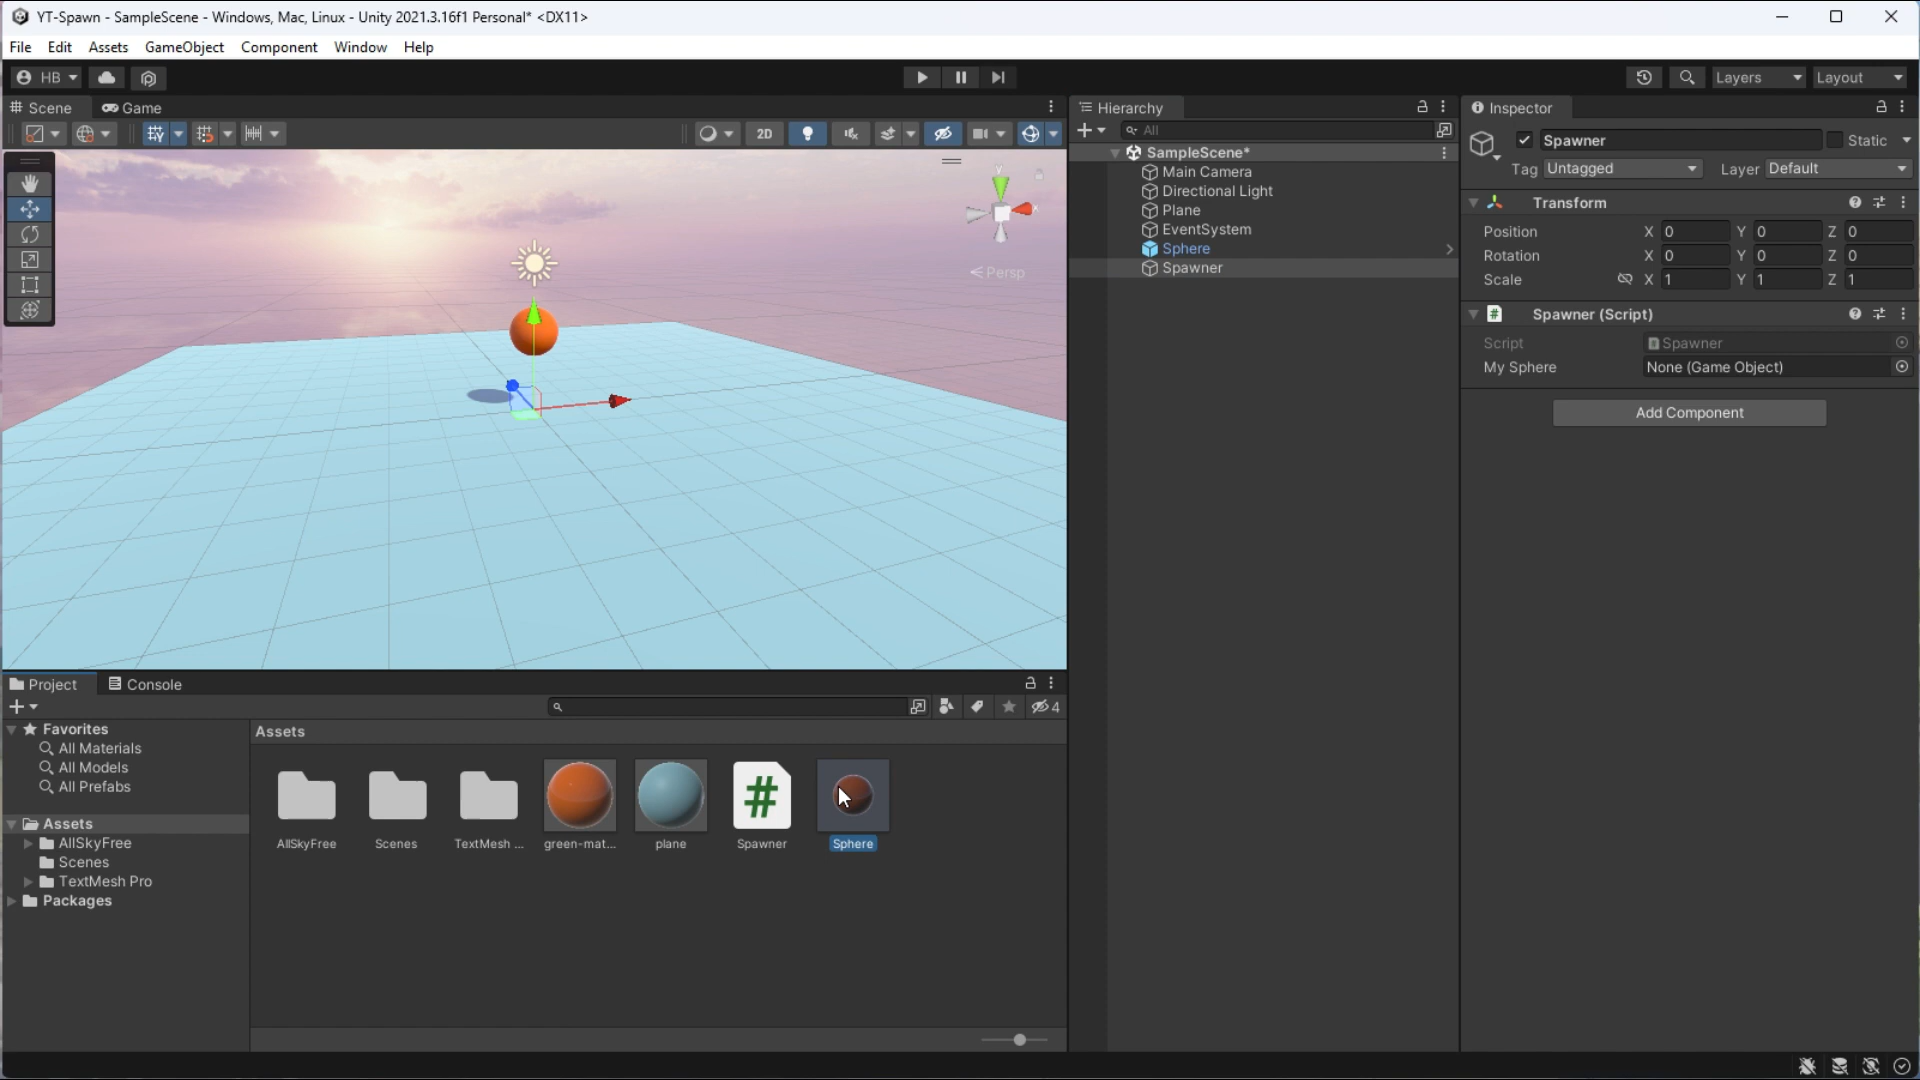 YT-Spawn - SampleScene - Windows, Mac, Linux - Unity 2021.3.16f1 Personal* <DX11>
File Edit Assets GameObject Component Window Help
HB
Layers Layout
Scene Game
2D
Persp
y
x
Hierarchy
All
SampleScene*
Main Camera
Directional Light
Plane
EventSystem
Sphere
Spawner
Inspector
Spawner Static
Tag Untagged Layer Default
Transform
Position X 0 Y 0 Z 0
Rotation X 0 Y 0 Z 0
Scale X 1 Y 1 Z 1
# Spawner (Script)
Script Spawner
My Sphere None (Game Object)
Add Component
Project Console
4
Favorites
All Materials
All Models
All Prefabs
Assets
AllSkyFree
Scenes
TextMesh Pro
Packages
Assets
AllSkyFree Scenes TextMesh ... green-mat... plane Spawner Sphere